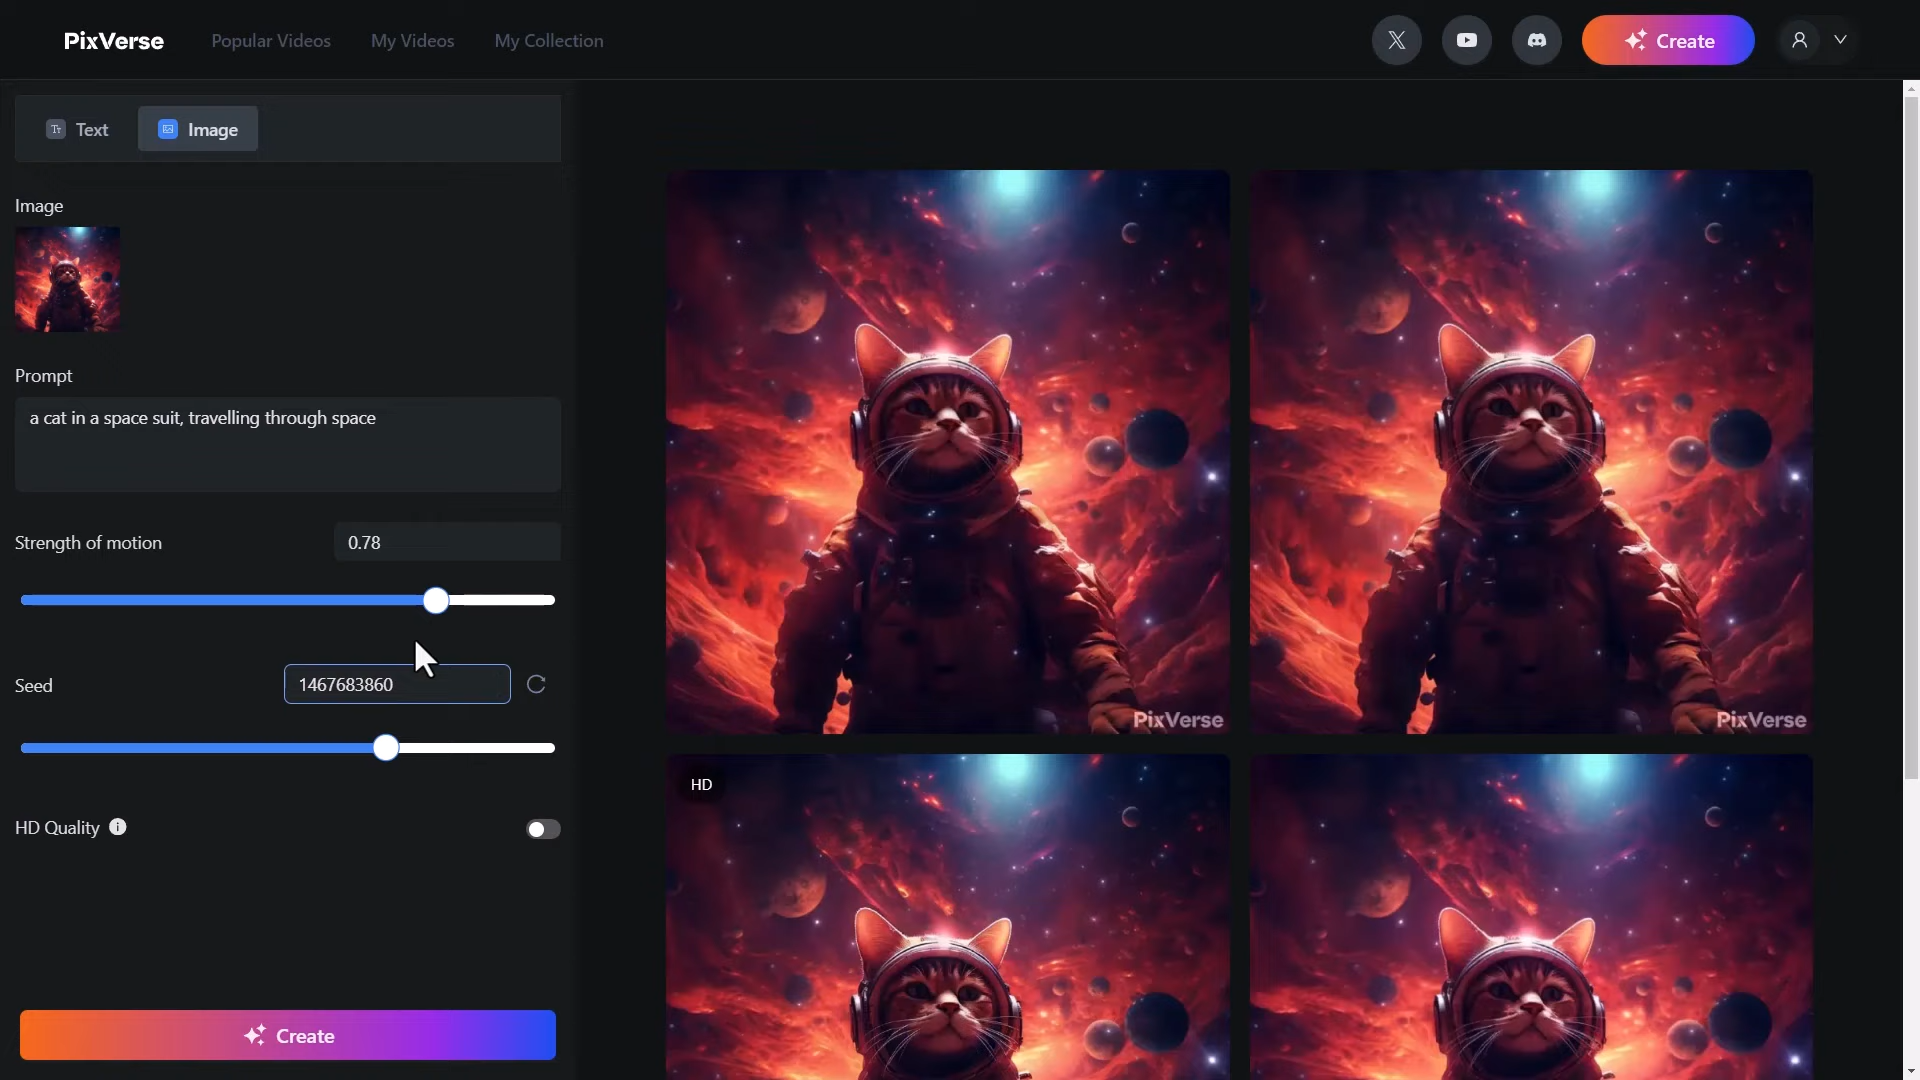 PixVerse Popular Videos My Videos My Collection Create
Text Image
Image
Prompt
a cat in a space suit, travelling through space
Strength of motion 0.78
Seed 1467683860
HD Quality
Create
PixVerse PixVerse
HD